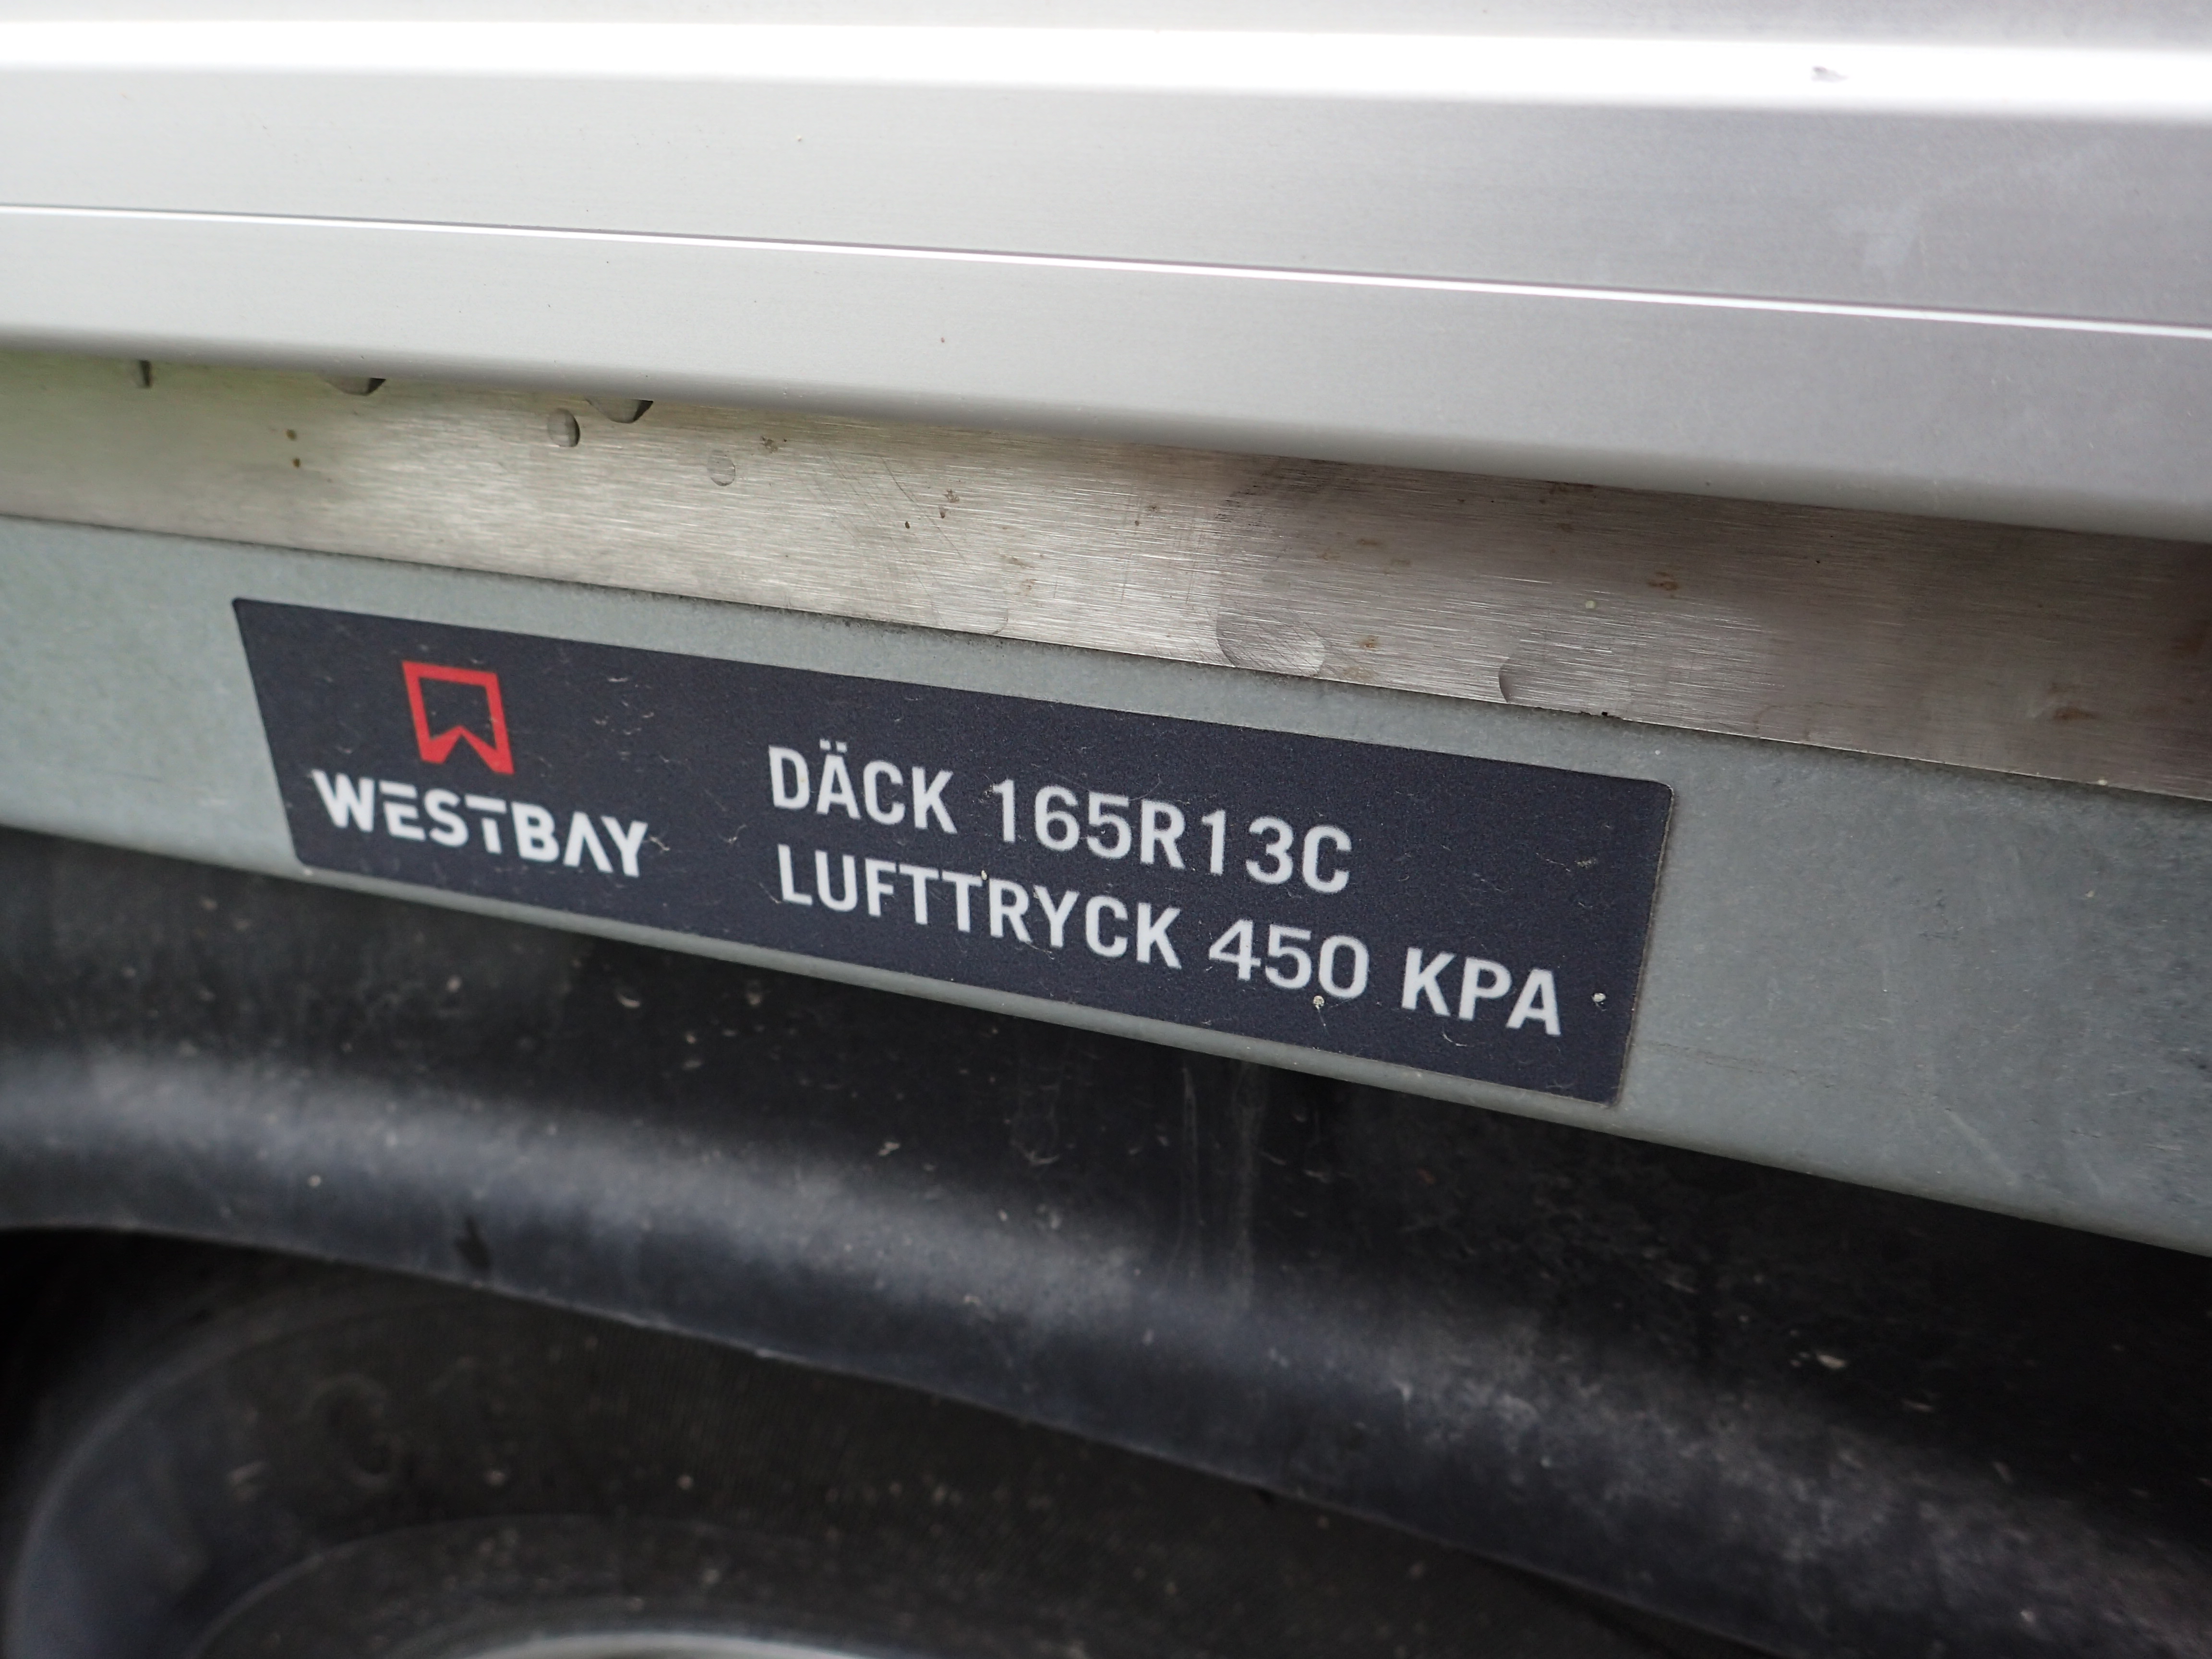 WESTBAY
DÄCK 165R13C
LUFTTRYCK 450 KPA